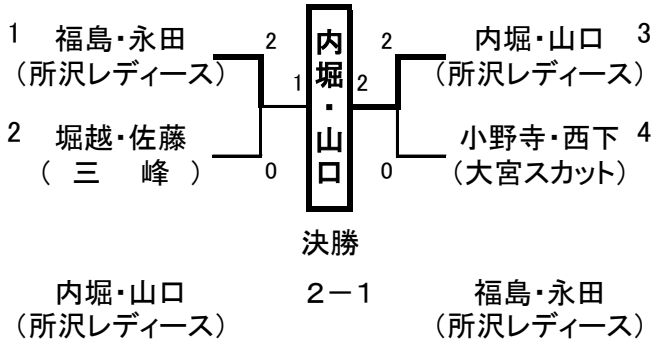 1 福島・永田 2
(所沢レディース)
2 堀越・佐藤
( 三 峰 ) 0
1 内堀・山口 2
2 内堀・山口 3
(所沢レディース)
小野寺・西下 4
0 (大宮スカット)
決勝
内堀・山口 2－1 福島・永田
(所沢レディース) (所沢レディース)